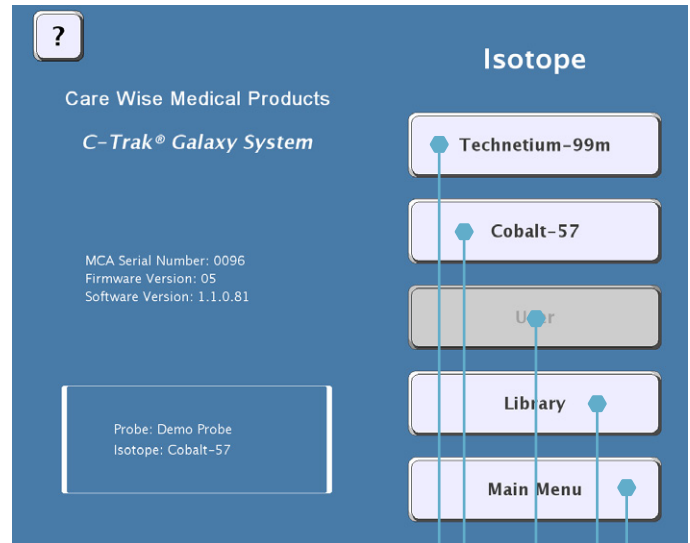 ?
Isotope
Care Wise Medical Products
C-Trak® Galaxy System
Technetium-99m
Cobalt-57
MCA Serial Number: 0096
Firmware Version: 05
Software Version: 1.1.0.81
User
Library
Probe: Demo Probe
Isotope: Cobalt-57
Main Menu